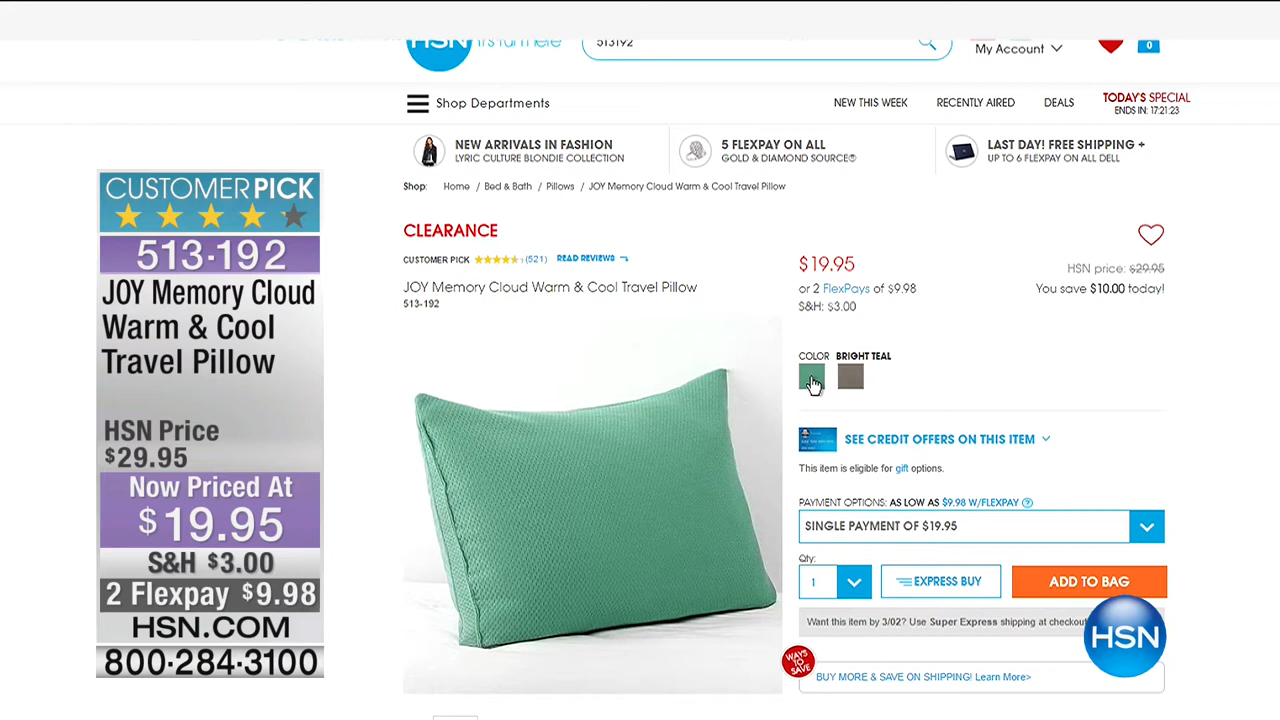 HSN it's fun here
513192
My Account
0
Shop Departments
NEW THIS WEEK
RECENTLY AIRED
DEALS
TODAY'S SPECIAL
ENDS IN: 17:21:23
NEW ARRIVALS IN FASHION
LYRIC CULTURE BLONDIE COLLECTION
5 FLEXPAY ON ALL
GOLD & DIAMOND SOURCE®
LAST DAY! FREE SHIPPING +
UP TO 6 FLEXPAY ON ALL DELL
Shop: Home / Bed & Bath / Pillows / JOY Memory Cloud Warm & Cool Travel Pillow
CUSTOMER PICK
513-192
JOY Memory Cloud
Warm & Cool
Travel Pillow
HSN Price
$29.95
Now Priced At
$19.95
S&H $3.00
2 Flexpay $9.98
HSN.COM
800-284-3100
CLEARANCE
CUSTOMER PICK (521) READ REVIEWS
JOY Memory Cloud Warm & Cool Travel Pillow
513-192
$19.95
HSN price: $29.95
or 2 FlexPays of $9.98
You save $10.00 today!
S&H: $3.00
COLOR BRIGHT TEAL
SEE CREDIT OFFERS ON THIS ITEM
This item is eligible for gift options.
PAYMENT OPTIONS: AS LOW AS $9.98 W/FLEXPAY ?
SINGLE PAYMENT OF $19.95
Qty:
1
EXPRESS BUY
ADD TO BAG
Want this item by 3/02? Use Super Express shipping at checkout
HSN
WAYS
TO
SAVE
BUY MORE & SAVE ON SHIPPING! Learn More>